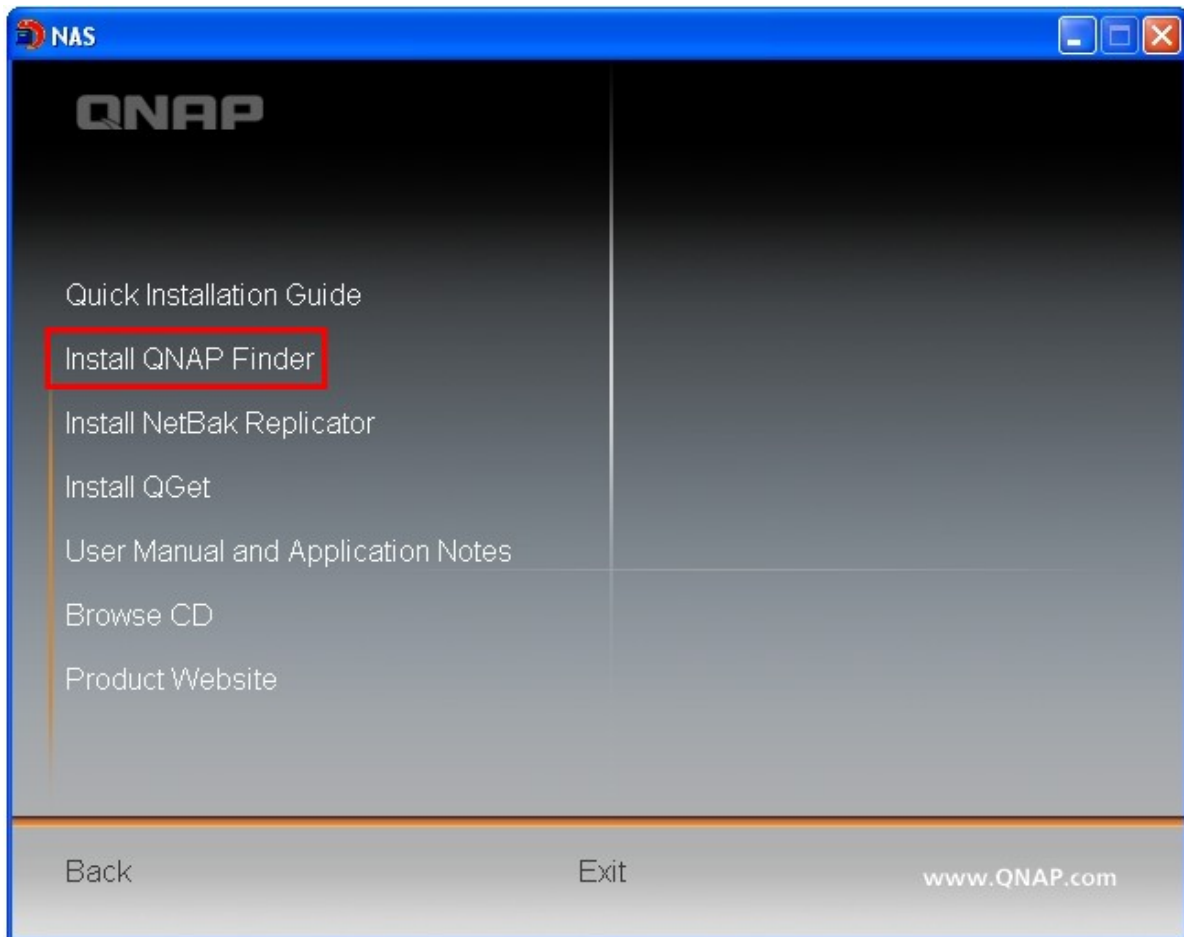 NAS
QNAP
Quick Installation Guide
Install QNAP Finder
Install NetBak Replicator
Install QGet
User Manual and Application Notes
Browse CD
Product Website
Back
Exit
www.QNAP.com